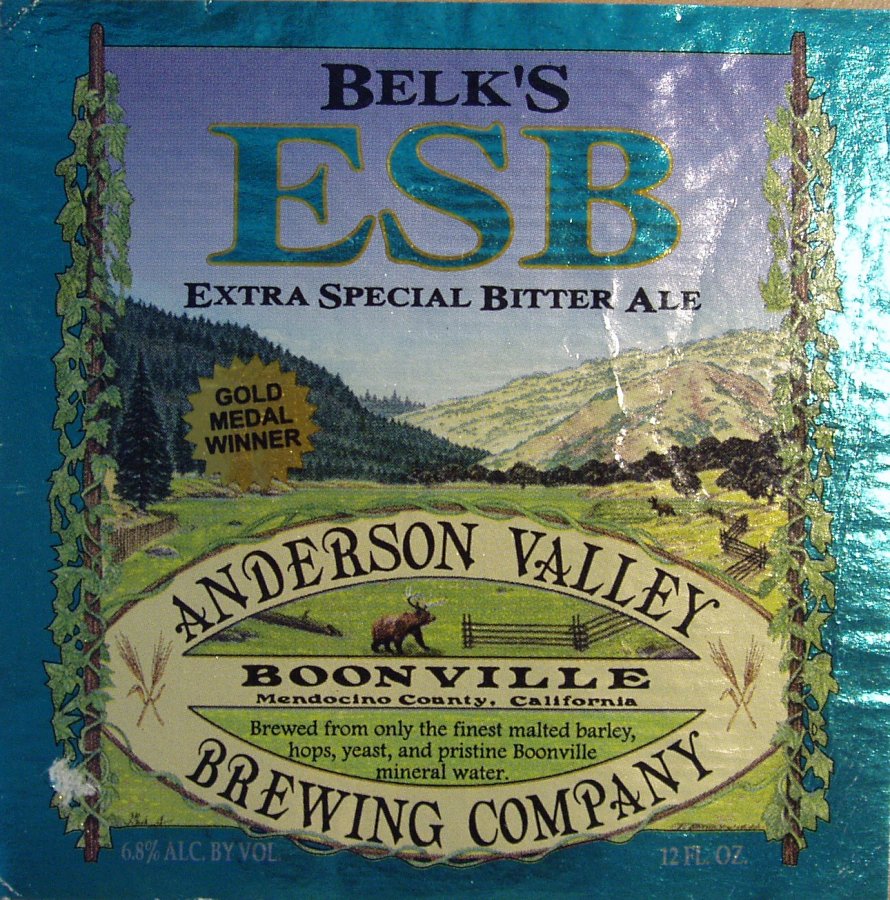 BELK'S
ESB
EXTRA SPECIAL BITTER ALE
GOLD
MEDAL
WINNER
ANDERSON VALLEY
BOONVILLE
Mendocino County, California
Brewed from only the finest malted barley,
hops, yeast, and pristine Boonville
mineral water.
BREWING COMPANY
6.8% ALC. BY VOL.
12 FL. OZ.